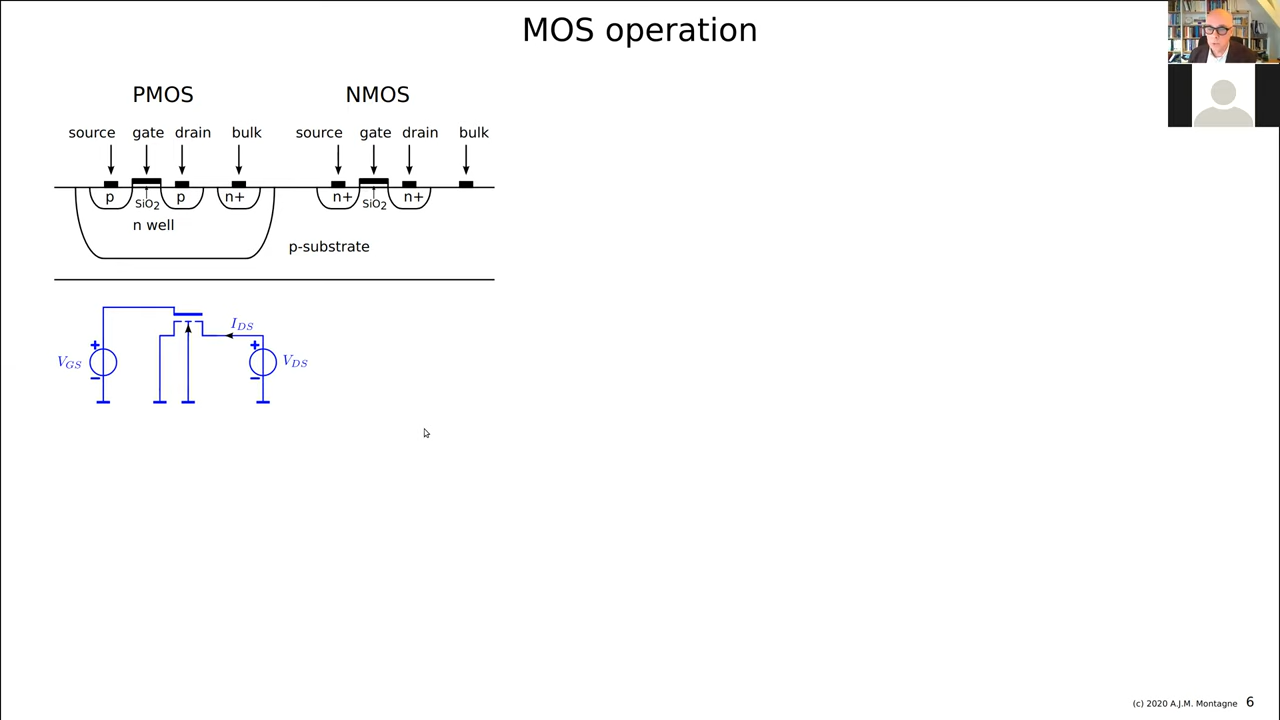 MOS operation
PMOS NMOS
source gate drain bulk source gate drain bulk
p SiO2 p n+ n+ SiO2 n+
n well
p-substrate
IDS
+ +
VGS VDS
− −
(c) 2020 A.J.M. Montagne 6